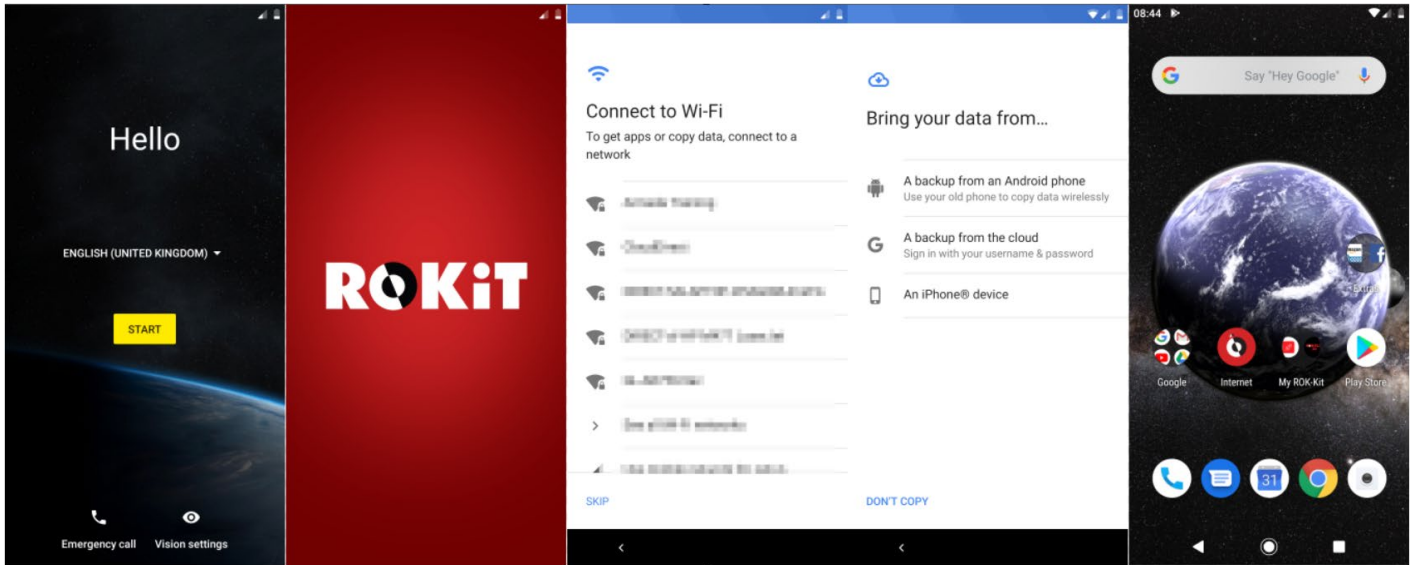 Hello
ENGLISH (UNITED KINGDOM)
START
Emergency call
Vision settings
ROKiT
Connect to Wi-Fi
To get apps or copy data, connect to a
network
SKIP
Bring your data from...
A backup from an Android phone
Use your old phone to copy data wirelessly
A backup from the cloud
Sign in with your username & password
An iPhone® device
DON'T COPY
08:44
Say "Hey Google"
Extras
Google
Internet
My ROK-Kit
Play Store
31